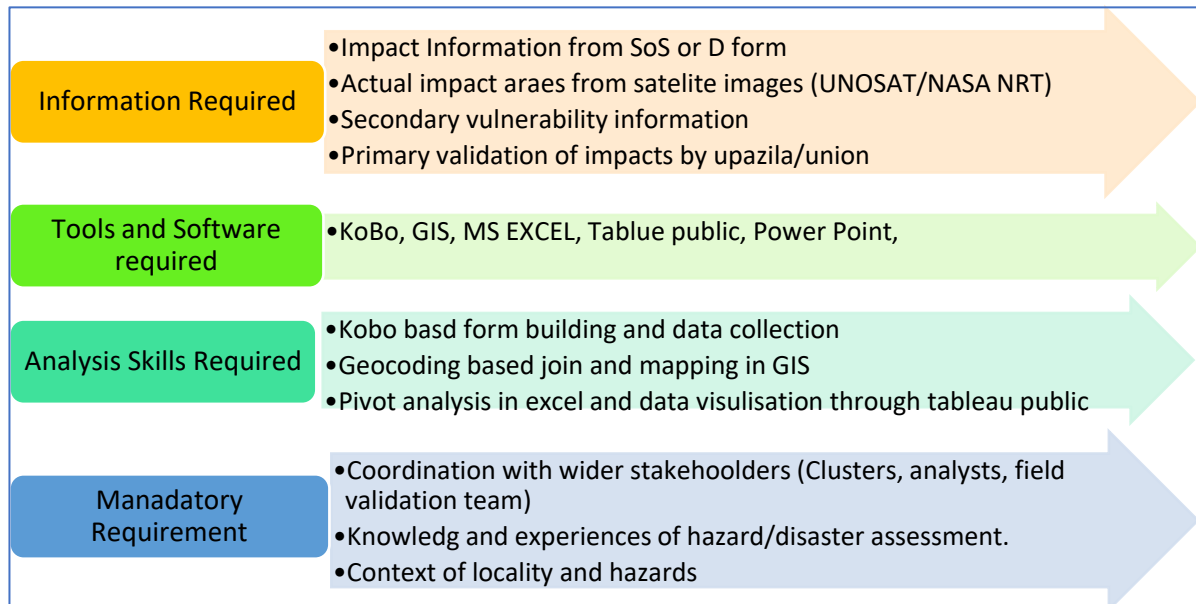 Information Required
•Impact Information from SoS or D form
•Actual impact araes from satelite images (UNOSAT/NASA NRT)
•Secondary vulnerability information
•Primary validation of impacts by upazila/union
Tools and Software
required
•KoBo, GIS, MS EXCEL, Tablue public, Power Point,
Analysis Skills Required
•Kobo basd form building and data collection
•Geocoding based join and mapping in GIS
•Pivot analysis in excel and data visulisation through tableau public
Manadatory
Requirement
•Coordination with wider stakehoolders (Clusters, analysts, field
validation team)
•Knowledg and experiences of hazard/disaster assessment.
•Context of locality and hazards